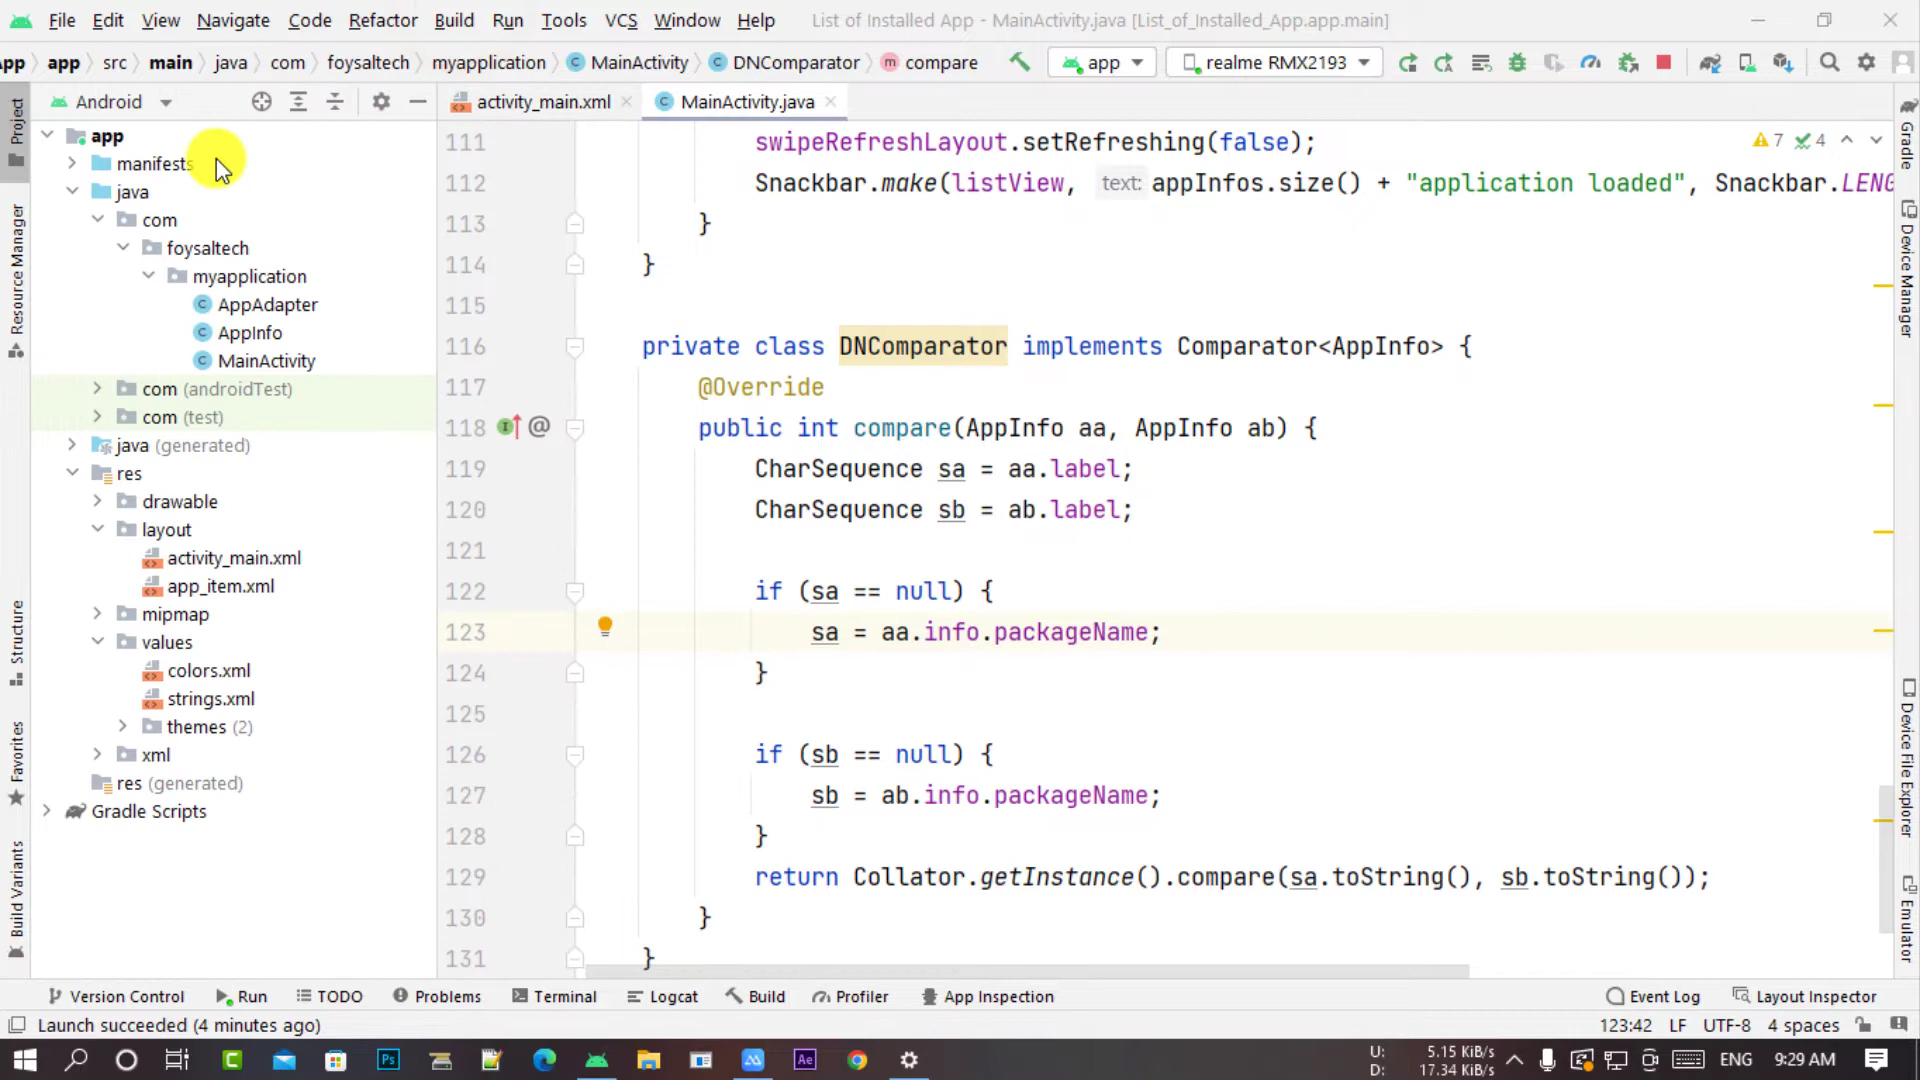 File Edit View Navigate Code Refactor Build Run Tools VCS Window Help List of Installed App - MainActivity.java [List_of_Installed_App.app.main]
app src main java com foysaltech myapplication MainActivity DNComparator compare app realme RMX2193
Android activity_main.xml MainActivity.java
app
manifests
java
com
foysaltech
myapplication
AppAdapter
AppInfo
MainActivity
com (androidTest)
com (test)
java (generated)
res
drawable
layout
activity_main.xml
app_item.xml
mipmap
values
colors.xml
strings.xml
themes (2)
xml
res (generated)
Gradle Scripts
Project
Resource Manager
Structure
Favorites
Build Variants
7 4
111 swipeRefreshLayout.setRefreshing(false);
112 Snackbar.make(listView, text: appInfos.size() + "application loaded", Snackbar.LENG
113 }
114 }
115
116 private class DNComparator implements Comparator<AppInfo> {
117 @Override
118 @ public int compare(AppInfo aa, AppInfo ab) {
119 CharSequence sa = aa.label;
120 CharSequence sb = ab.label;
121
122 if (sa == null) {
123 sa = aa.info.packageName;
124 }
125
126 if (sb == null) {
127 sb = ab.info.packageName;
128 }
129 return Collator.getInstance().compare(sa.toString(), sb.toString());
130 }
131 }
Gradle
Device Manager
Device File Explorer
Emulator
Version Control Run TODO Problems Terminal Logcat Build Profiler App Inspection Event Log Layout Inspector
Launch succeeded (4 minutes ago) 123:42 LF UTF-8 4 spaces
U: 5.15 KiB/s
D: 17.34 KiB/s
ENG 9:29 AM